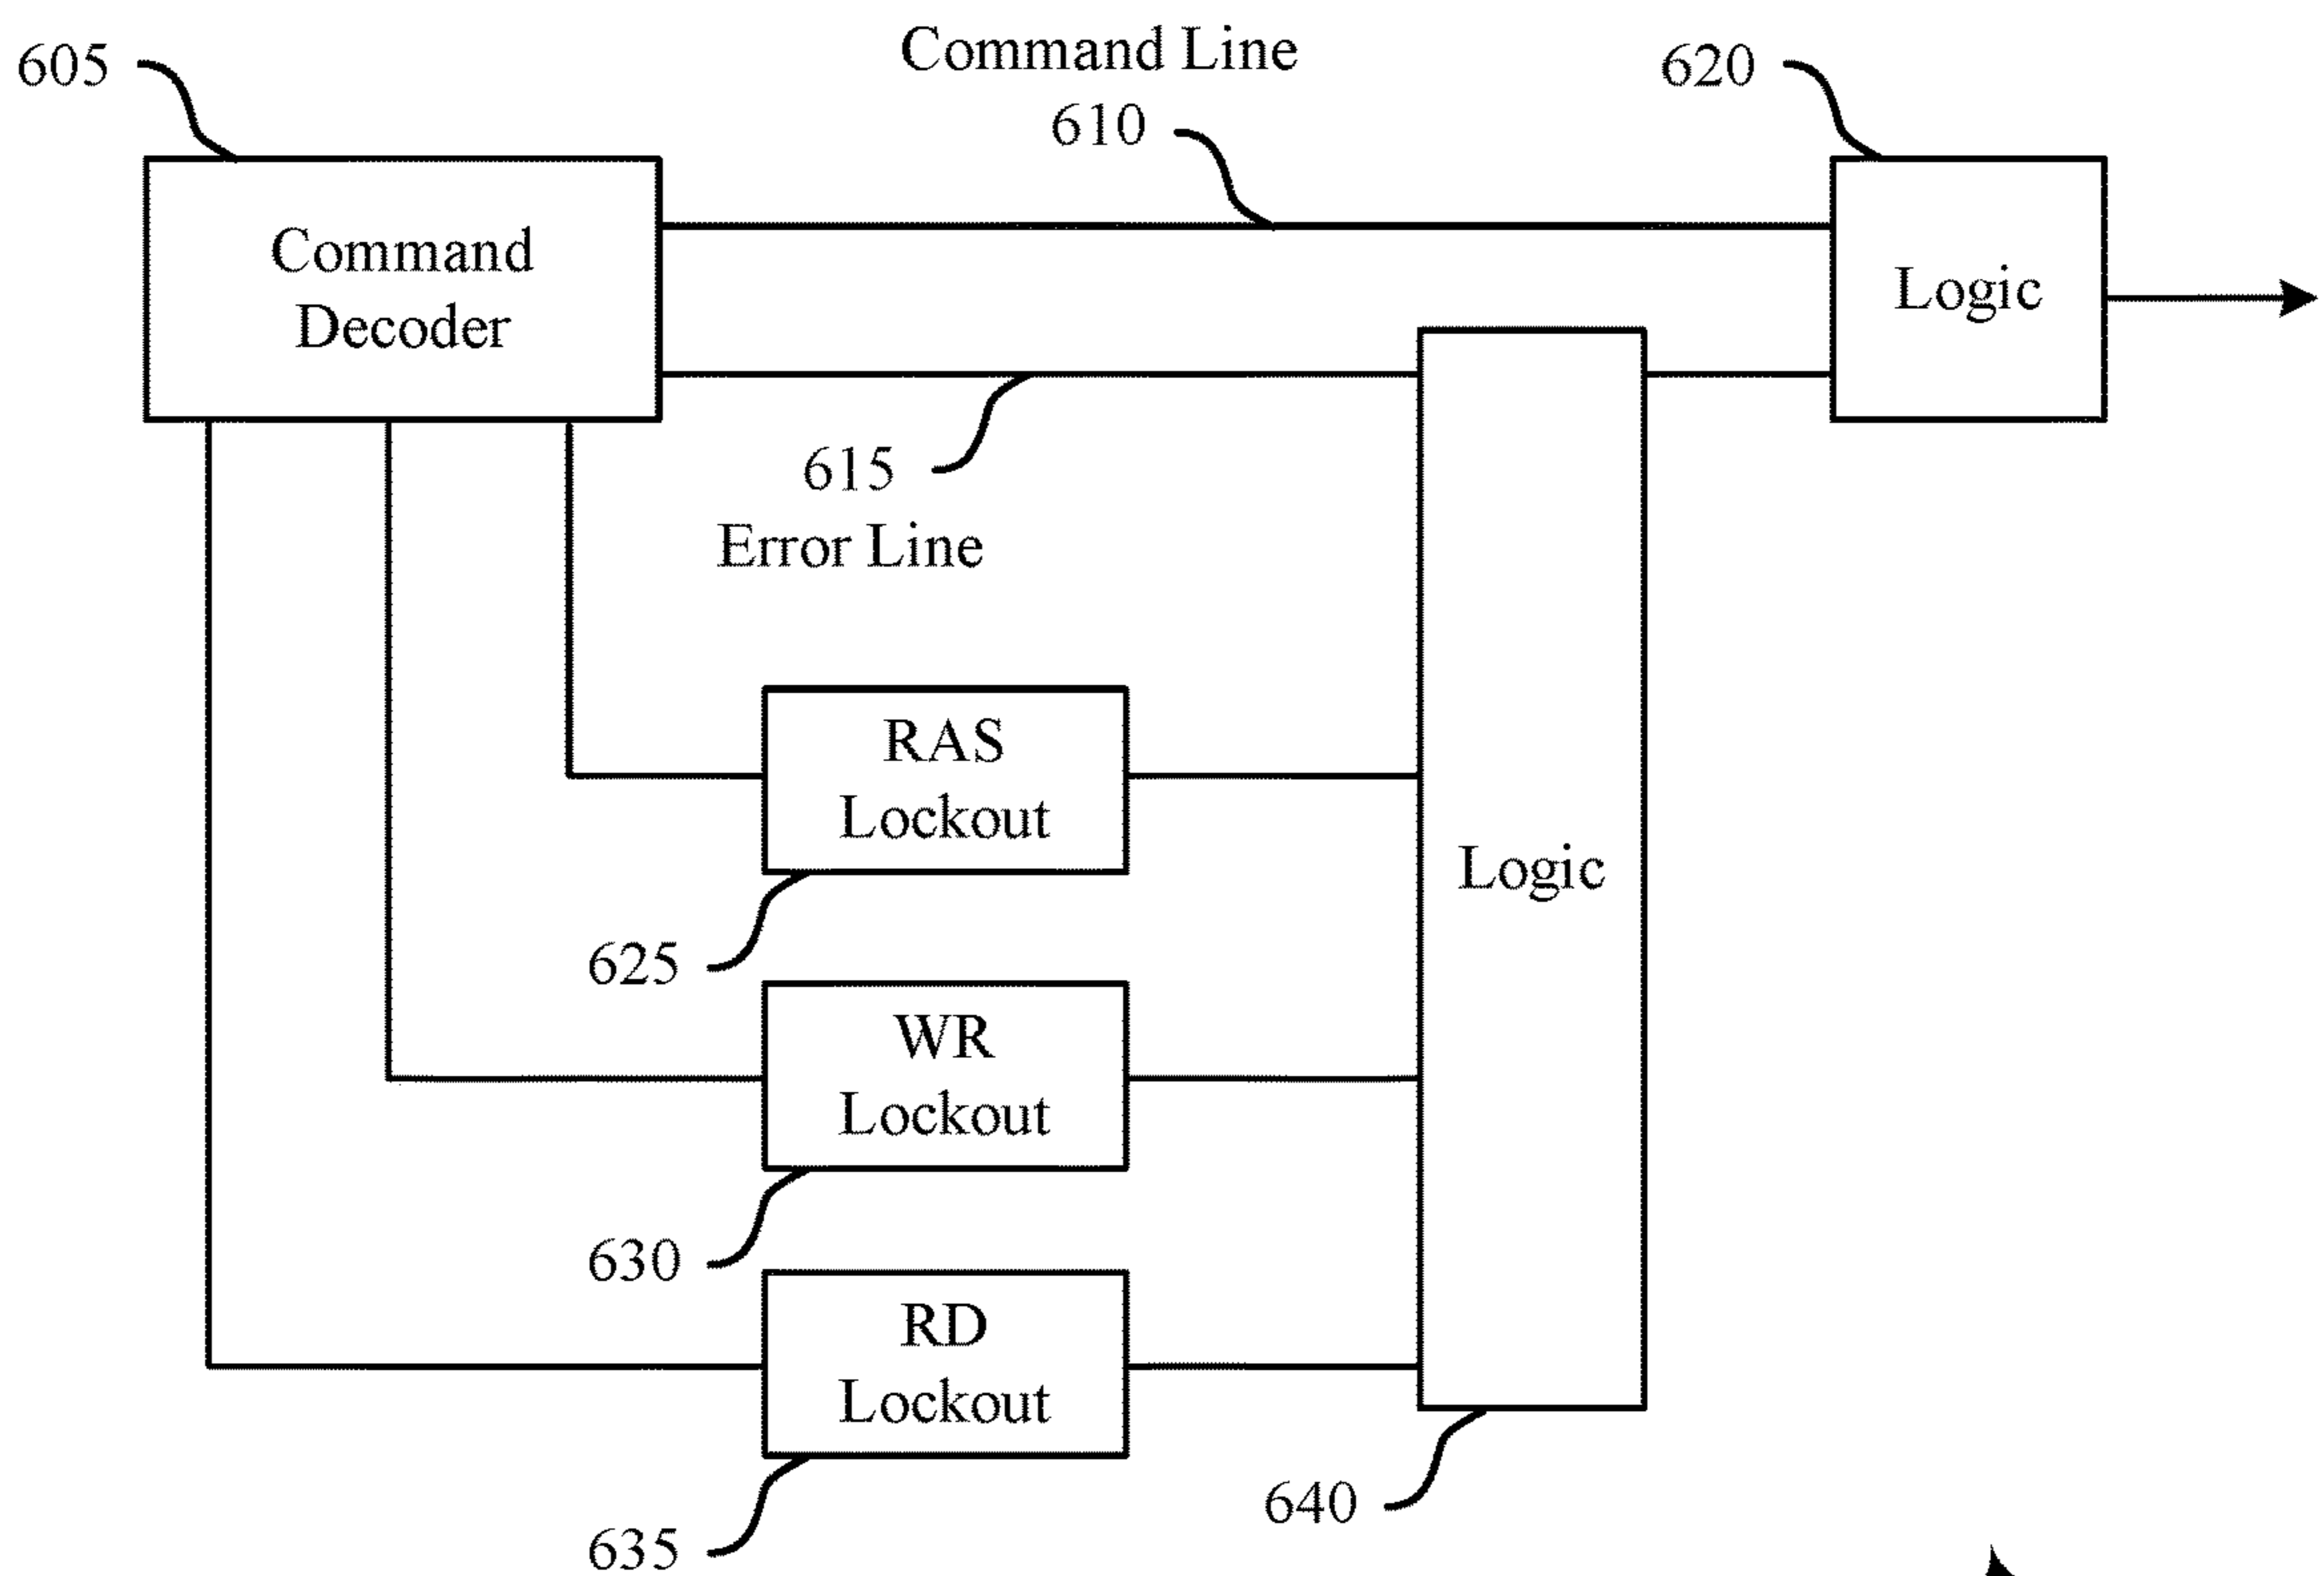 605
Command Line
610
620
Command
Decoder
Logic
615
Error Line
RAS
Lockout
Logic
625
WR
Lockout
630
RD
Lockout
640
635